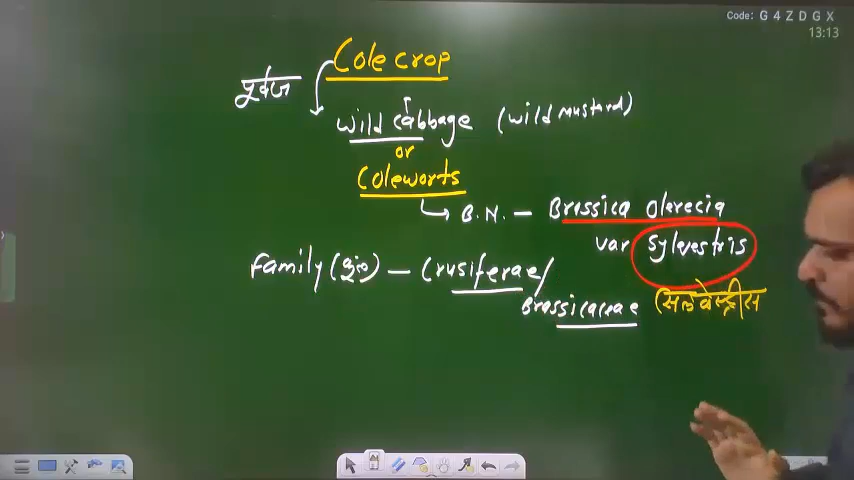 Code: G 4 Z D G X
13:13
Cole crop
पूर्वज
wild cabbage (wild mustard)
or
Coleworts
B.N. – Brassica olerecia
var Sylvestris
Family (कुल) – Crusiferae/
Brassicaceae
सिलवेस्ट्रीस